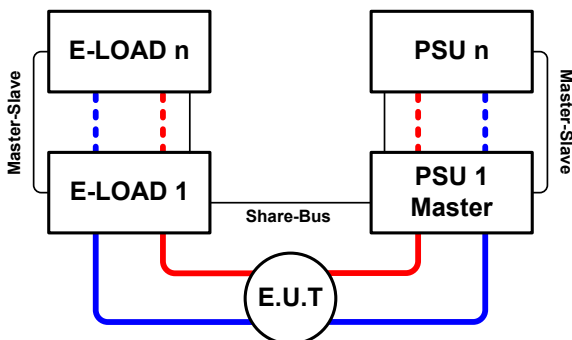 E-LOAD n
PSU n
Master-Slave
Master-Slave
E-LOAD 1
PSU 1
Master
Share-Bus
E.U.T